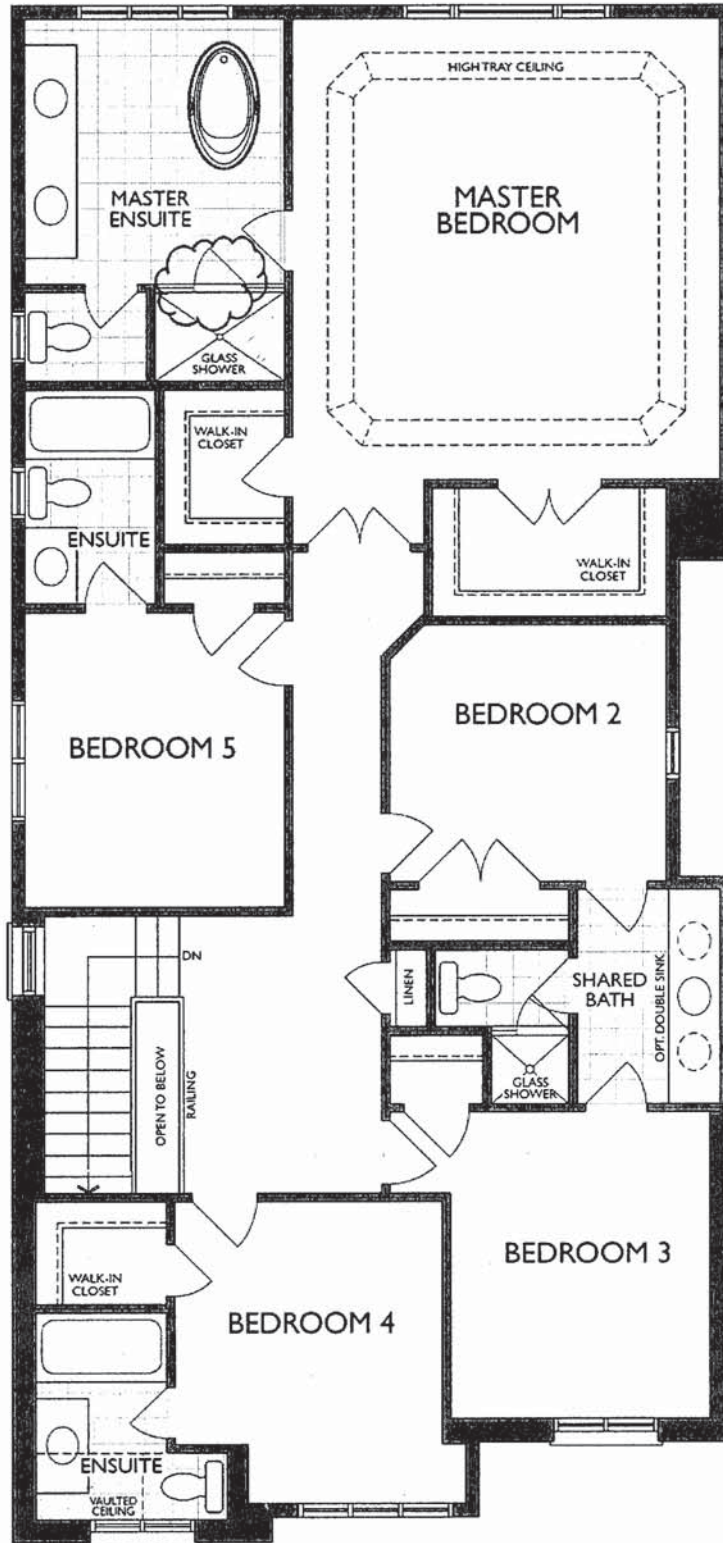 HIGH TRAY CEILING
MASTER
ENSUITE
MASTER
BEDROOM
GLASS
SHOWER
WALK-IN
CLOSET
ENSUITE
WALK-IN
CLOSET
BEDROOM 5
BEDROOM 2
DN
LINEN
SHARED
BATH
OPT. DOUBLE SINK
OPEN TO BELOW
RAILING
GLASS
SHOWER
WALK-IN
CLOSET
BEDROOM 4
BEDROOM 3
ENSUITE
VAULTED
CEILING